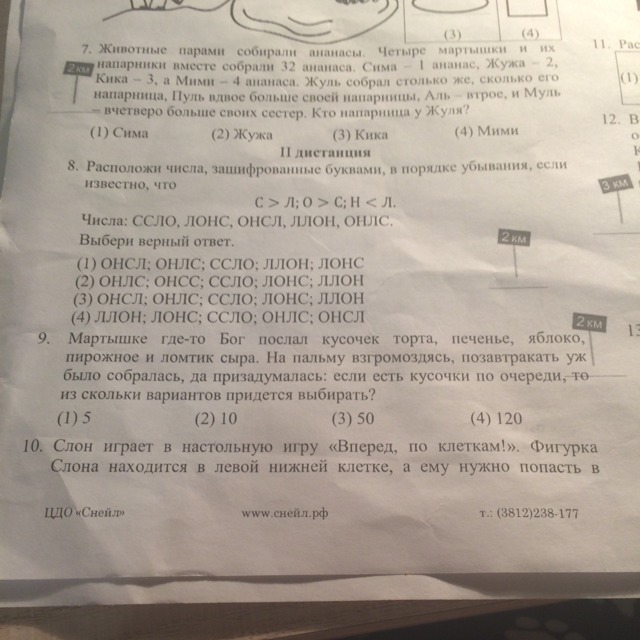 (3) (4)
7. Животные парами собирали ананасы. Четыре мартышки и их
напарники вместе собрали 32 ананаса. Сима – 1 ананас, Жужа – 2,
2 км
Кика – 3, а Мими – 4 ананаса. Жуль собрал столько же, сколько его
напарница, Пуль вдвое больше своей напарницы, Аль – втрое, и Муль
– вчетверо больше своих сестер. Кто напарница у Жуля?
(1) Сима (2) Жужа (3) Кика (4) Мими
II дистанция
8. Расположи числа, зашифрованные буквами, в порядке убывания, если
известно, что
С > Л; О > С; Н < Л.
Числа: ССЛО, ЛОНС, ОНСЛ, ЛЛОН, ОНЛС.
Выбери верный ответ.
2 км
(1) ОНСЛ; ОНЛС; ССЛО; ЛЛОН; ЛОНС
(2) ОНЛС; ОНСС; ССЛО; ЛОНС; ЛЛОН
(3) ОНСЛ; ОНЛС; ССЛО; ЛОНС; ЛЛОН
(4) ЛЛОН; ЛОНС; ССЛО; ОНЛС; ОНСЛ
2 км
9. Мартышке где-то Бог послал кусочек торта, печенье, яблоко,
пирожное и ломтик сыра. На пальму взгромоздясь, позавтракать уж
было собралась, да призадумалась: если есть кусочки по очереди, то
из скольки вариантов придется выбирать?
(1) 5 (2) 10 (3) 50 (4) 120
10. Слон играет в настольную игру «Вперед, по клеткам!». Фигурка
Слона находится в левой нижней клетке, а ему нужно попасть в
ЦДО «Снейл» www.снейл.рф т.: (3812)238-177
11.
(1)
12. В
3 км
13